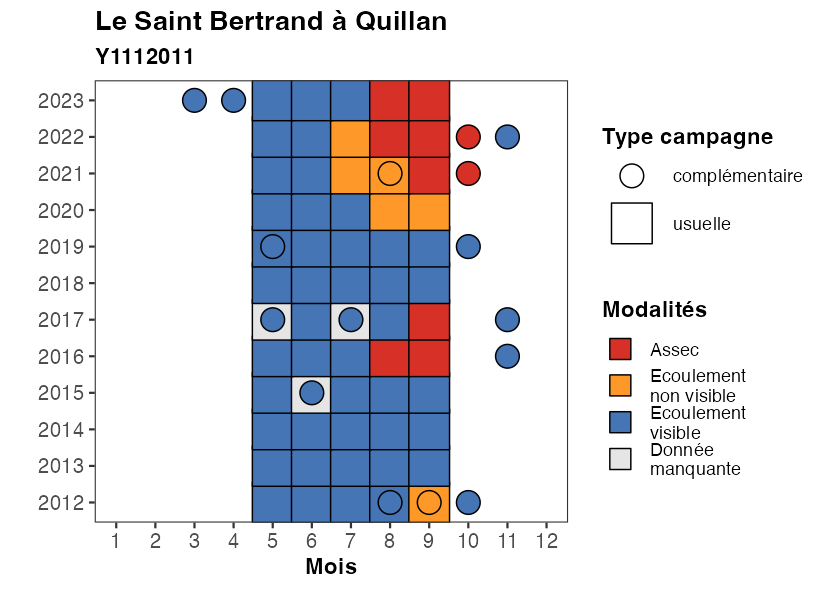 Le Saint Bertrand à Quillan
Y1112011
2023
2022
2021
2020
2019
2018
2017
2016
2015
2014
2013
2012
1 2 3 4 5 6 7 8 9 10 11 12
Mois
Type campagne
complémentaire
usuelle
Modalités
Assec
Ecoulement
non visible
Ecoulement
visible
Donnée
manquante